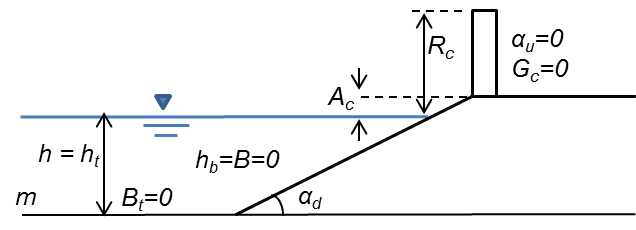 R_c
α_u=0
G_c=0
A_c
h = h_t
h_b=B=0
m
B_t=0
α_d